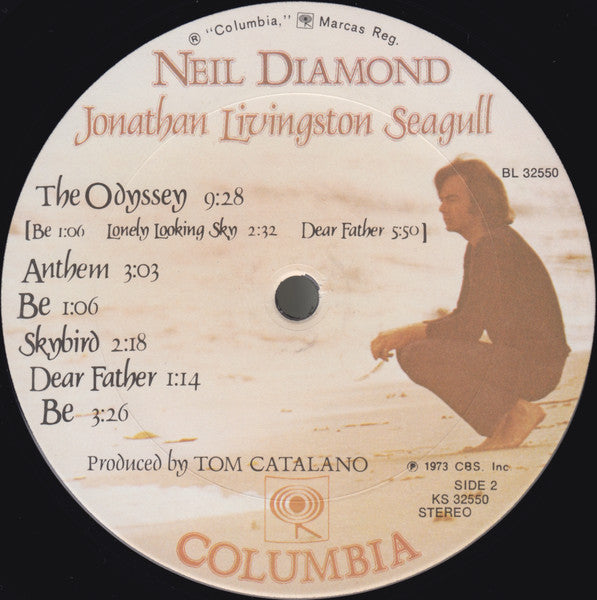 ® "Columbia," Marcas Reg.
NEIL DIAMOND
Jonathan Livingston Seagull
BL 32550
The Odyssey 9:28
[Be 1:06 Lonely Looking Sky 2:32 Dear Father 5:50]
Anthem 3:03
Be 1:06
Skybird 2:18
Dear Father 1:14
Be 3:26
Produced by TOM CATALANO
℗ 1973 CBS. Inc
SIDE 2
KS 32550
STEREO
COLUMBIA